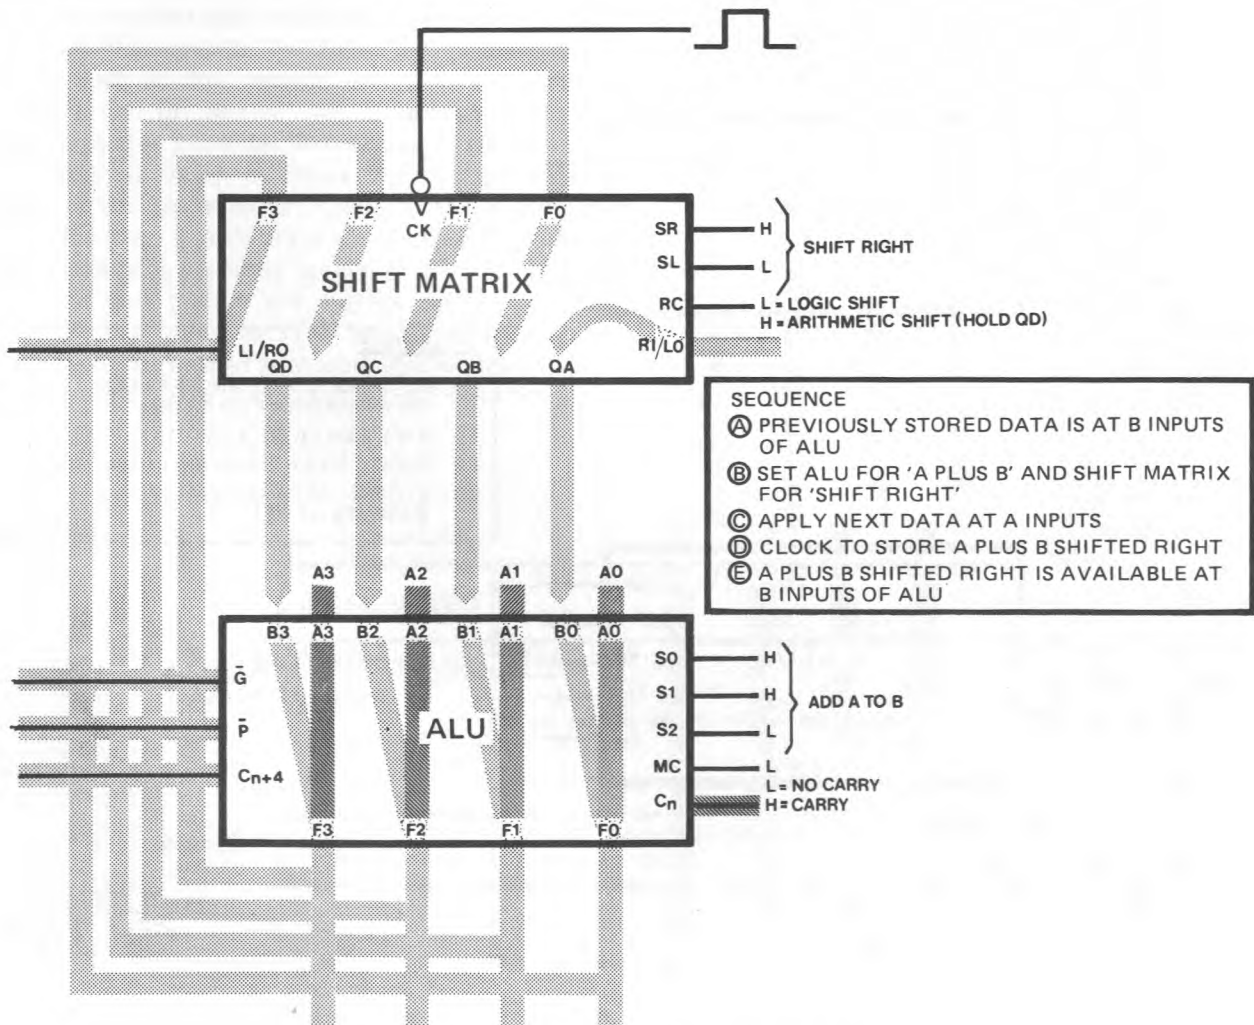 F3 F2 F1 F0
CK
SHIFT MATRIX
SR H
SL L
SHIFT RIGHT
RC L = LOGIC SHIFT
H = ARITHMETIC SHIFT (HOLD QD)
LI/RO
RI/LO
QD QC QB QA
SEQUENCE
Ⓐ PREVIOUSLY STORED DATA IS AT B INPUTS
OF ALU
Ⓑ SET ALU FOR 'A PLUS B' AND SHIFT MATRIX
FOR 'SHIFT RIGHT'
Ⓒ APPLY NEXT DATA AT A INPUTS
Ⓓ CLOCK TO STORE A PLUS B SHIFTED RIGHT
Ⓔ A PLUS B SHIFTED RIGHT IS AVAILABLE AT
B INPUTS OF ALU
A3 A2 A1 A0
B3 A3 B2 A2 B1 A1 B0 A0
G̅
P̅
Cn+4
ALU
S0 H
S1 H
S2 L
ADD A TO B
MC L
L = NO CARRY
Cn H = CARRY
F3 F2 F1 F0